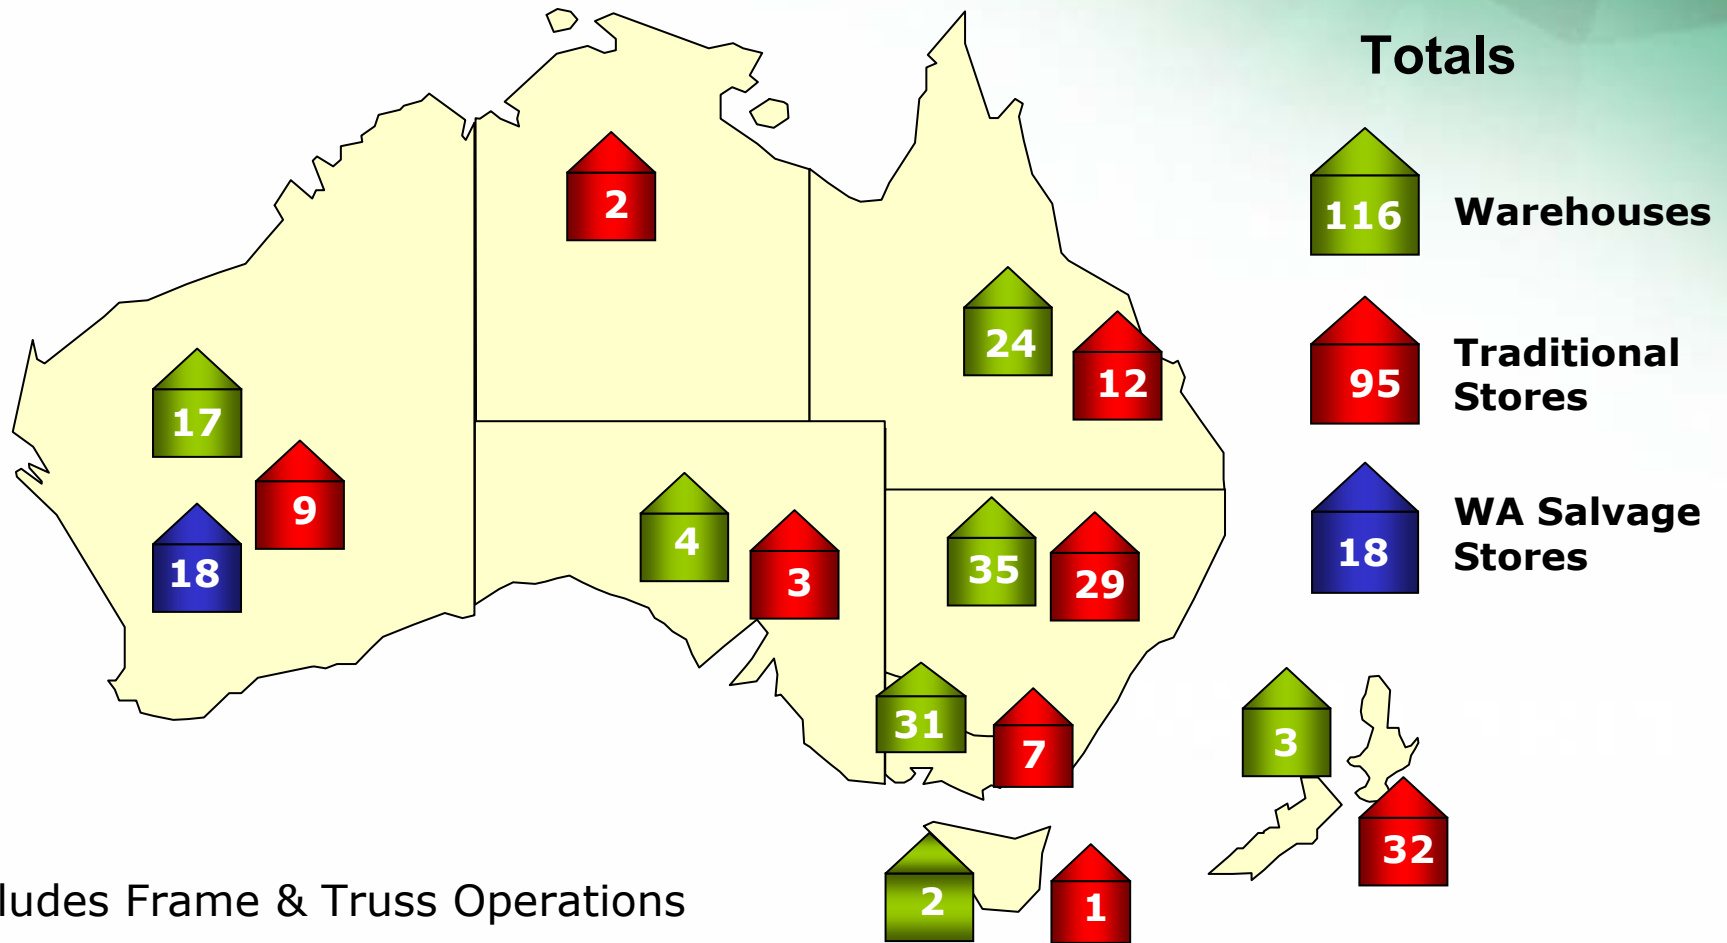 Totals
2
116
Warehouses
24
12
95
Traditional
Stores
17
9
18
4
3
35
29
18
WA Salvage
Stores
31
7
3
32
2
1
ludes Frame & Truss Operations